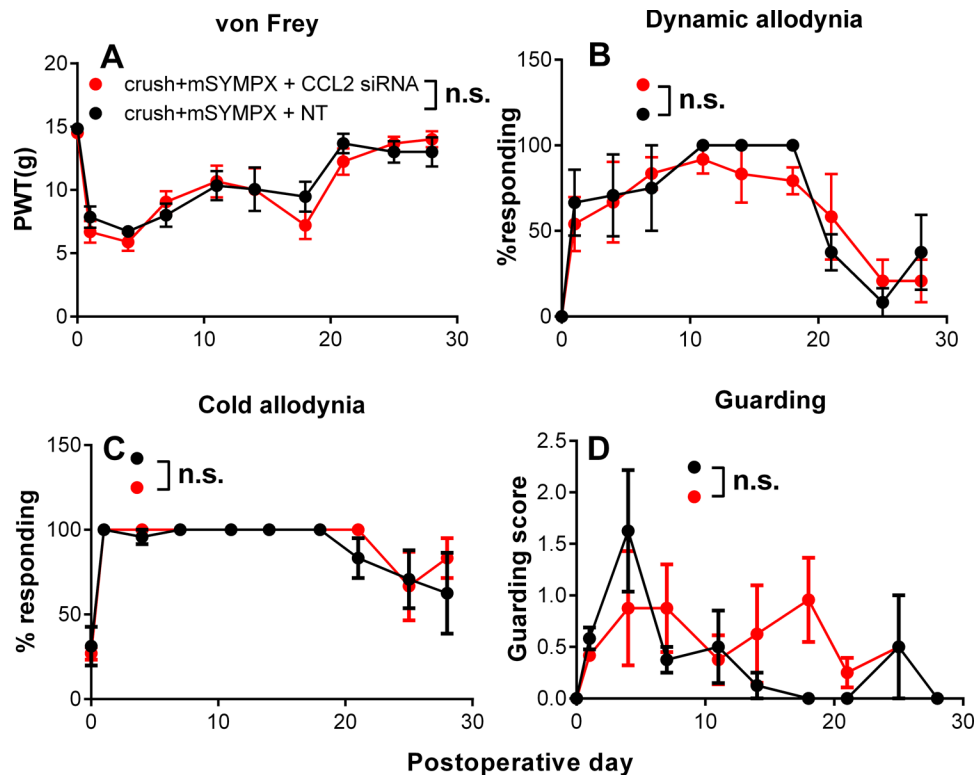 von Frey
A
crush+mSYMPX + CCL2 siRNA
crush+mSYMPX + NT
n.s.
PWT(g)
20
15
10
5
0
0 10 20 30
Dynamic allodynia
B
n.s.
%responding
150
100
50
0
0 10 20 30
Cold allodynia
C
n.s.
% responding
150
100
50
0
0 10 20 30
Guarding
D
n.s.
Guarding score
2.5
2.0
1.5
1.0
0.5
0.0
0 10 20 30
Postoperative day